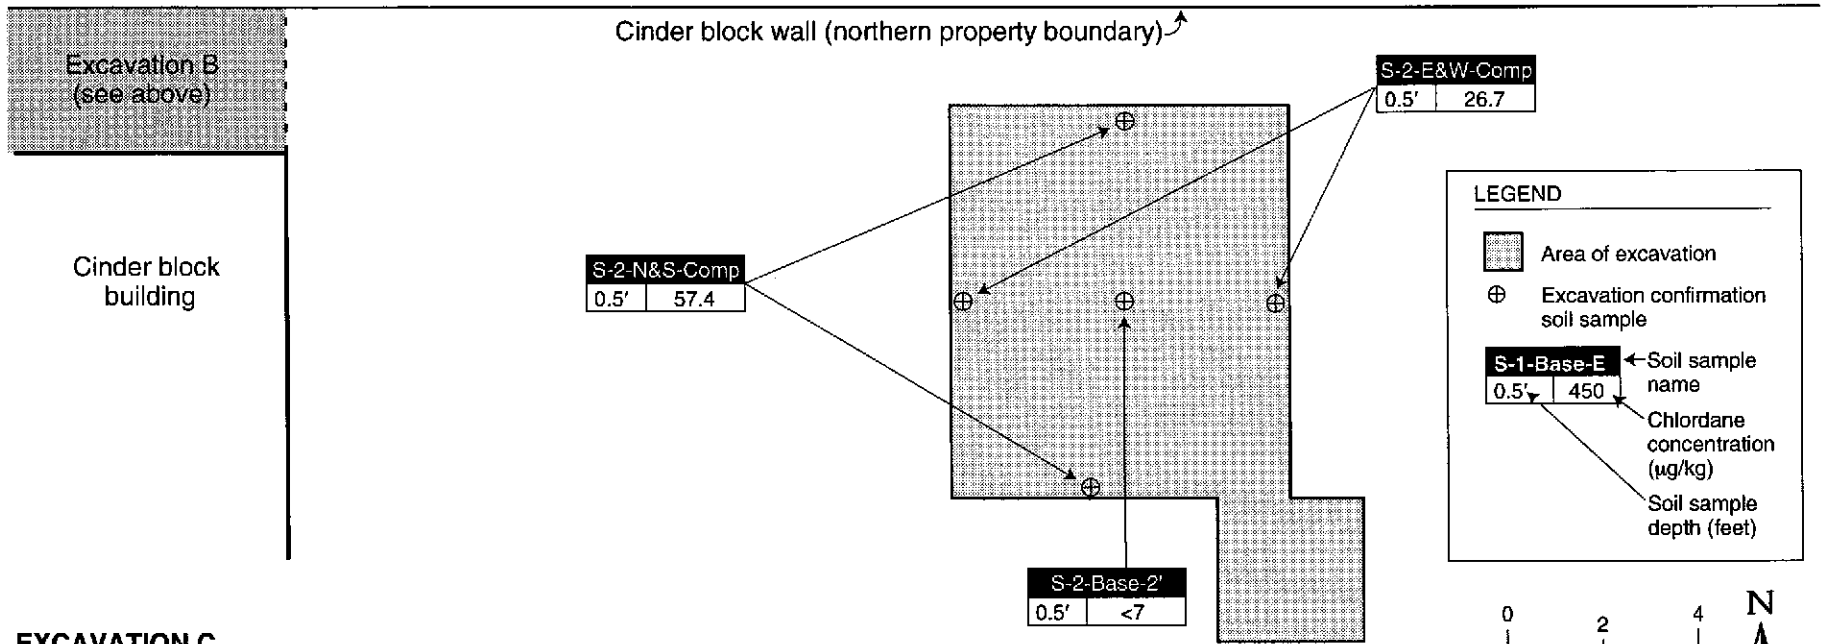 Cinder block wall (northern property boundary)
Excavation B
(see above)
S-2-E&W-Comp
0.5' 26.7
Cinder block
building
S-2-N&S-Comp
0.5' 57.4
S-2-Base-2'
0.5' <7
LEGEND
Area of excavation
Excavation confirmation
soil sample
S-1-Base-E
0.5' 450
Soil sample
name
Chlordane
concentration
(µg/kg)
Soil sample
depth (feet)
EXCAVATION C
0 2 4
N